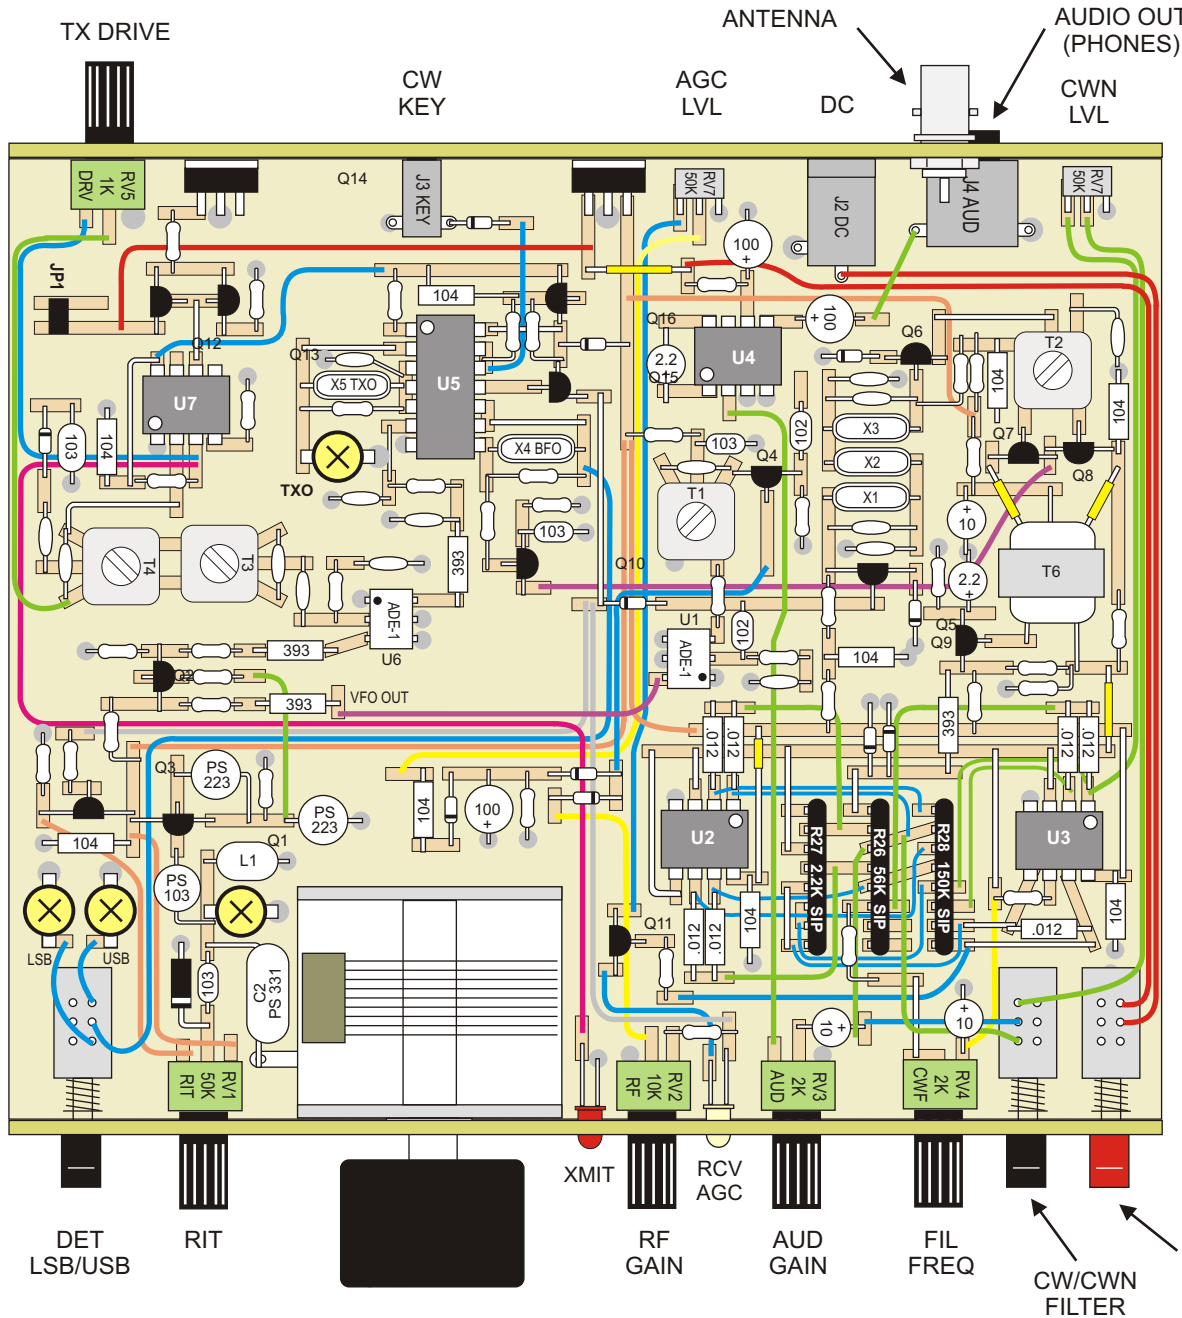 TX DRIVE
ANTENNA
AUDIO OUT
(PHONES)
CW
KEY
AGC
LVL
DC
CWN
LVL
RV5
1K
DRV
Q14
J3 KEY
RV7
50K
J2 DC
J4 AUD
RV7
50K
JP1
100
+
104
Q12
Q13
X5 TXO
U5
Q16
2.2
+
Q15
U4
100
+
Q6
T2
104
104
U7
103
104
TXO
X4 BFO
103
102
X3
X2
X1
Q4
Q7
Q8
T1
+
10
T4
T3
103
393
Q10
2.2
+
T6
ADE-1
U6
U1
ADE-1
102
Q5
Q9
104
393
Q2
393
VFO OUT
393
.012
.012
.012
.012
Q3
PS
223
PS
223
104
100
+
U2
R27 2.2K SIP
R26 56K SIP
R28 150K SIP
U3
104
Q1
L1
PS
103
LSB
USB
Q11
.012
.012
104
.012
104
103
C2
PS 331
10
+
+
10
RV1
50K
RIT
RV2
10K
RF
RV3
2K
AUD
RV4
2K
CWF
XMIT
RCV
AGC
DET
LSB/USB
RIT
RF
GAIN
AUD
GAIN
FIL
FREQ
CW/CWN
FILTER